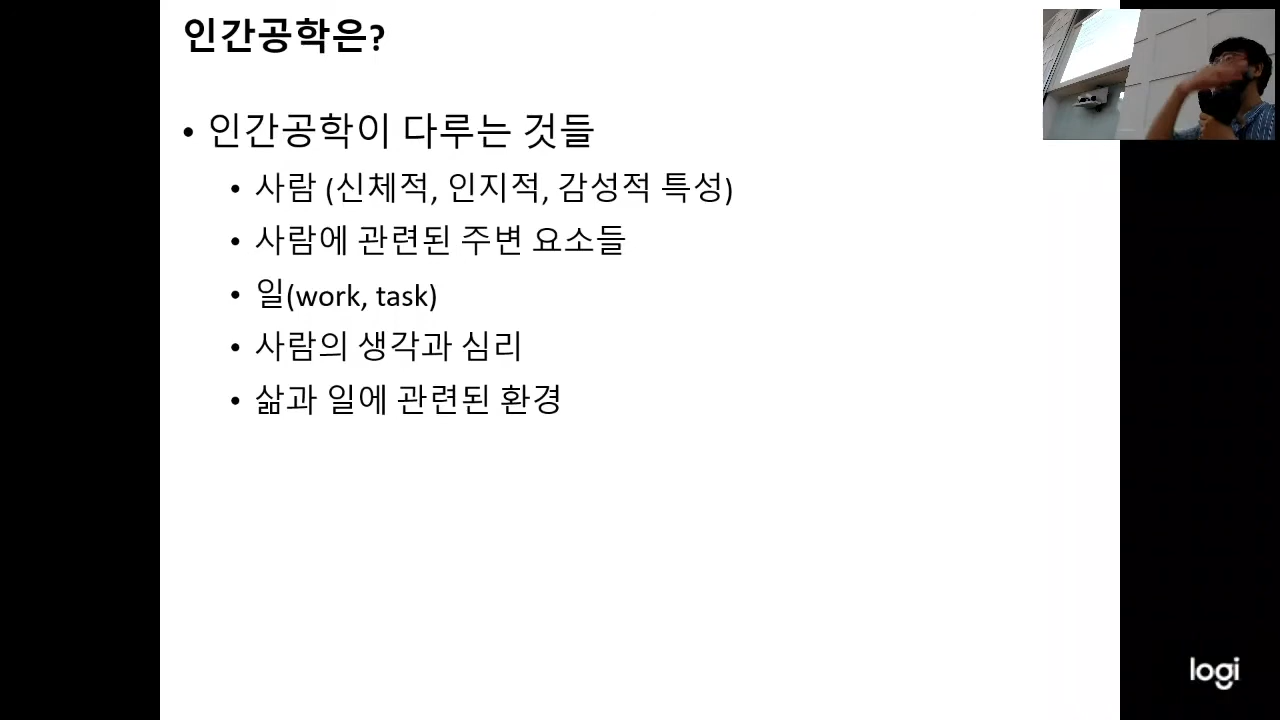 인간공학은?
• 인간공학이 다루는 것들
• 사람 (신체적, 인지적, 감성적 특성)
• 사람에 관련된 주변 요소들
• 일(work, task)
• 사람의 생각과 심리
• 삶과 일에 관련된 환경
logi